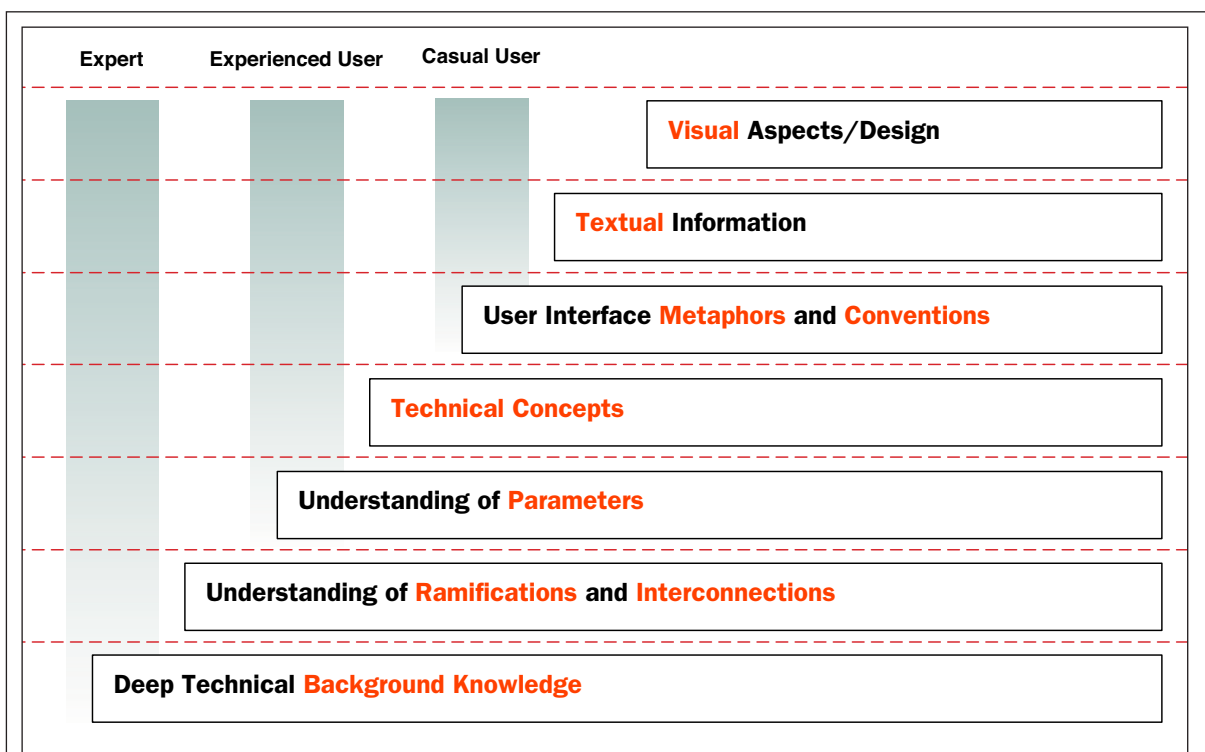 Expert Experienced User Casual User
Visual Aspects/Design
Textual Information
User Interface Metaphors and Conventions
Technical Concepts
Understanding of Parameters
Understanding of Ramifications and Interconnections
Deep Technical Background Knowledge